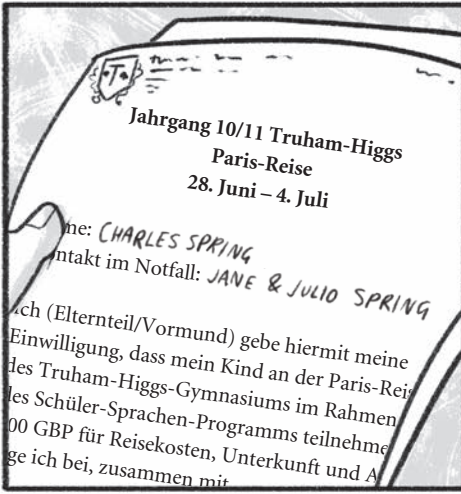 T
Jahrgang 10/11 Truham-Higgs
Paris-Reise
28. Juni – 4. Juli
me: CHARLES SPRING
ntakt im Notfall: JANE & JULIO SPRING
Ich (Elternteil/Vormund) gebe hiermit meine
Einwilligung, dass mein Kind an der Paris-Reis
des Truham-Higgs-Gymnasiums im Rahmen
des Schüler-Sprachen-Programms teilnehme
00 GBP für Reisekosten, Unterkunft und A
ge ich bei, zusammen mit